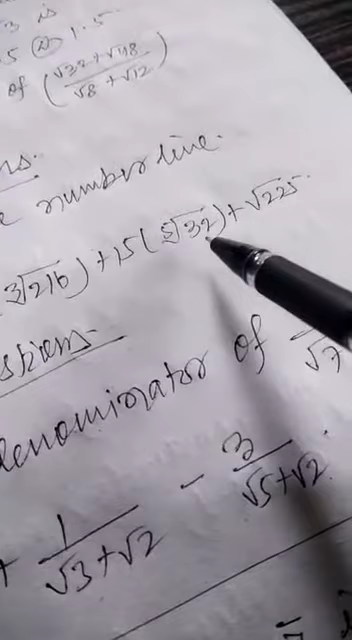 3 is
.5 (2) 1.5
of (√32+√48 / √8+√12)
ns.
e number line.
(∛216) + 15(⁵√32) + √225.
stions
denominator of
√7
+ 1/(√3+√2) - 3/(√5+√2).